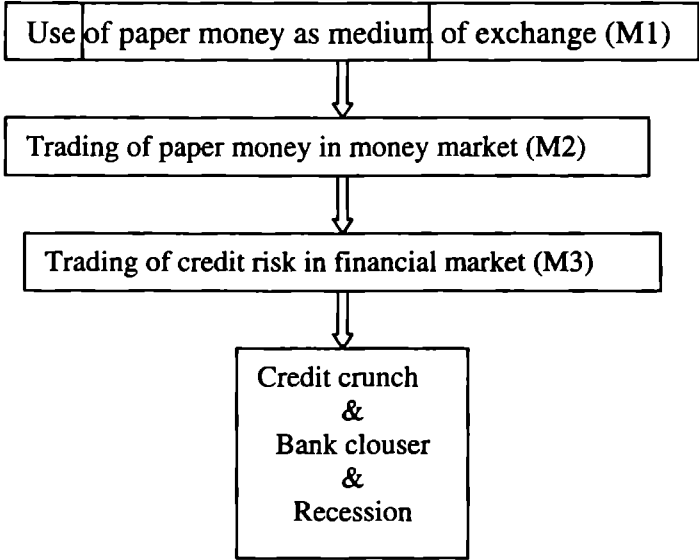 Use of paper money as medium of exchange (M1)
Trading of paper money in money market (M2)
Trading of credit risk in financial market (M3)
Credit crunch
&
Bank clouser
&
Recession